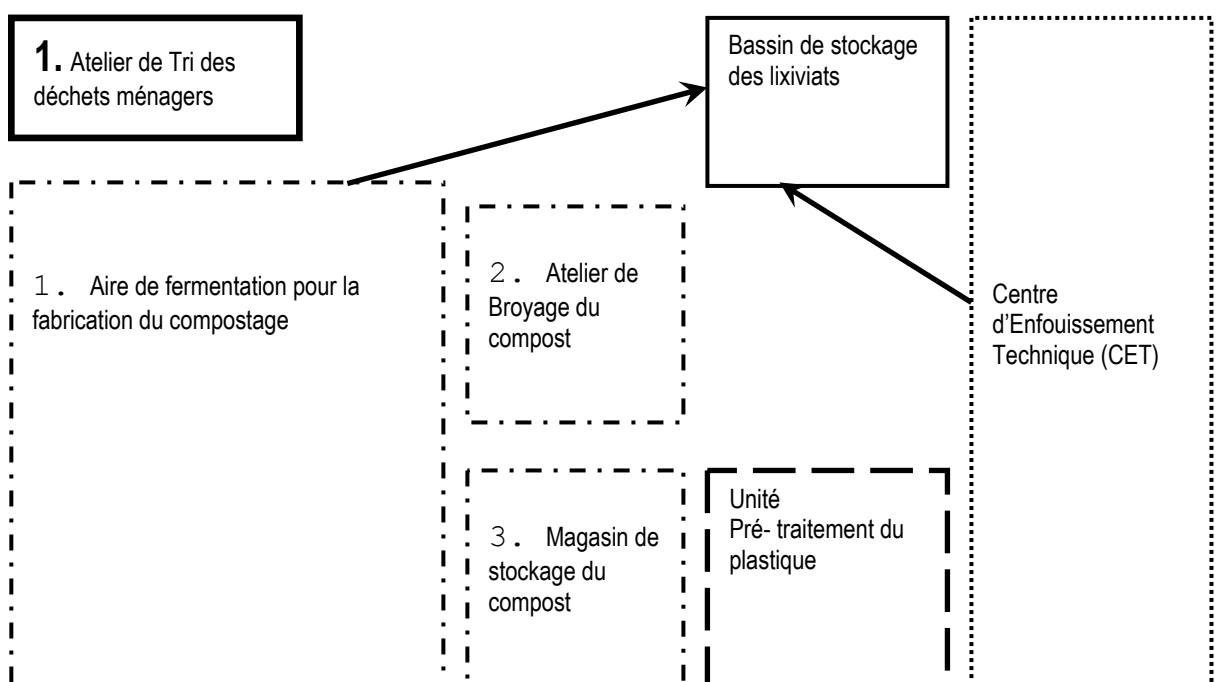 1. Atelier de Tri des
déchets ménagers
Bassin de stockage
des lixiviats
1. Aire de fermentation pour la
fabrication du compostage
2. Atelier de
Broyage du
compost
Centre
d'Enfouissement
Technique (CET)
3. Magasin de
stockage du
compost
Unité
Pré- traitement du
plastique